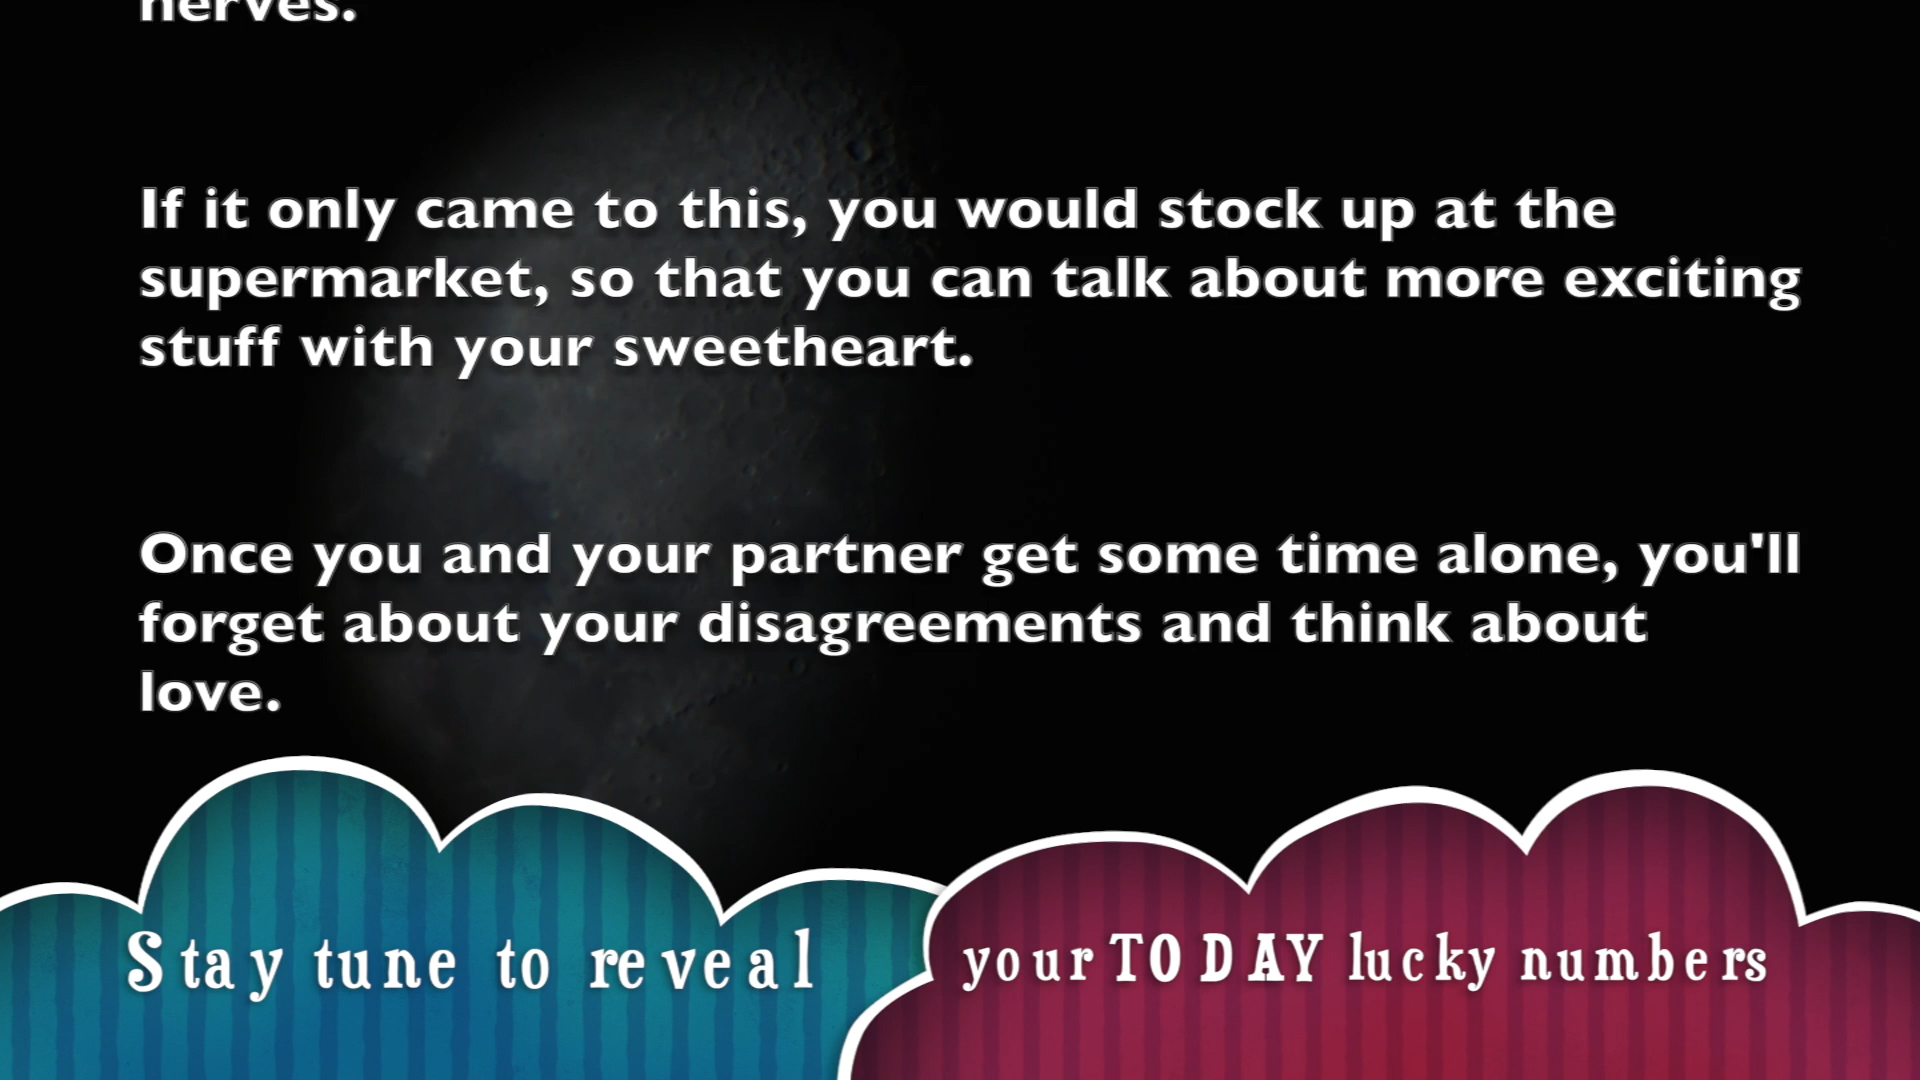 nerves.
If it only came to this, you would stock up at the
supermarket, so that you can talk about more exciting
stuff with your sweetheart.
Once you and your partner get some time alone, you'll
forget about your disagreements and think about
love.
Stay tune to reveal your TODAY lucky numbers